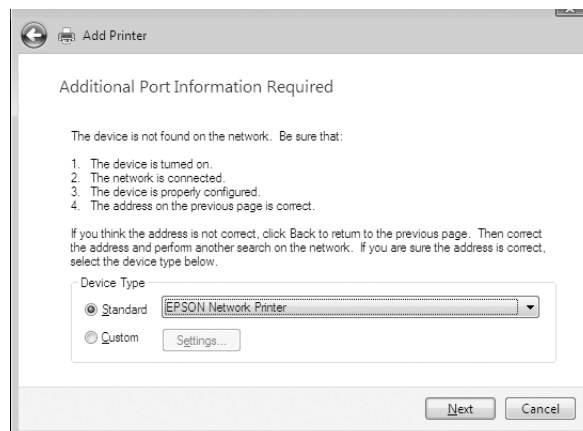 Add Printer
Additional Port Information Required
The device is not found on the network. Be sure that:
1. The device is turned on.
2. The network is connected.
3. The device is properly configured.
4. The address on the previous page is correct.
If you think the address is not correct, click Back to return to the previous page. Then correct
the address and perform another search on the network. If you are sure the address is correct,
select the device type below.
Device Type
Standard EPSON Network Printer
Custom Settings...
Next Cancel